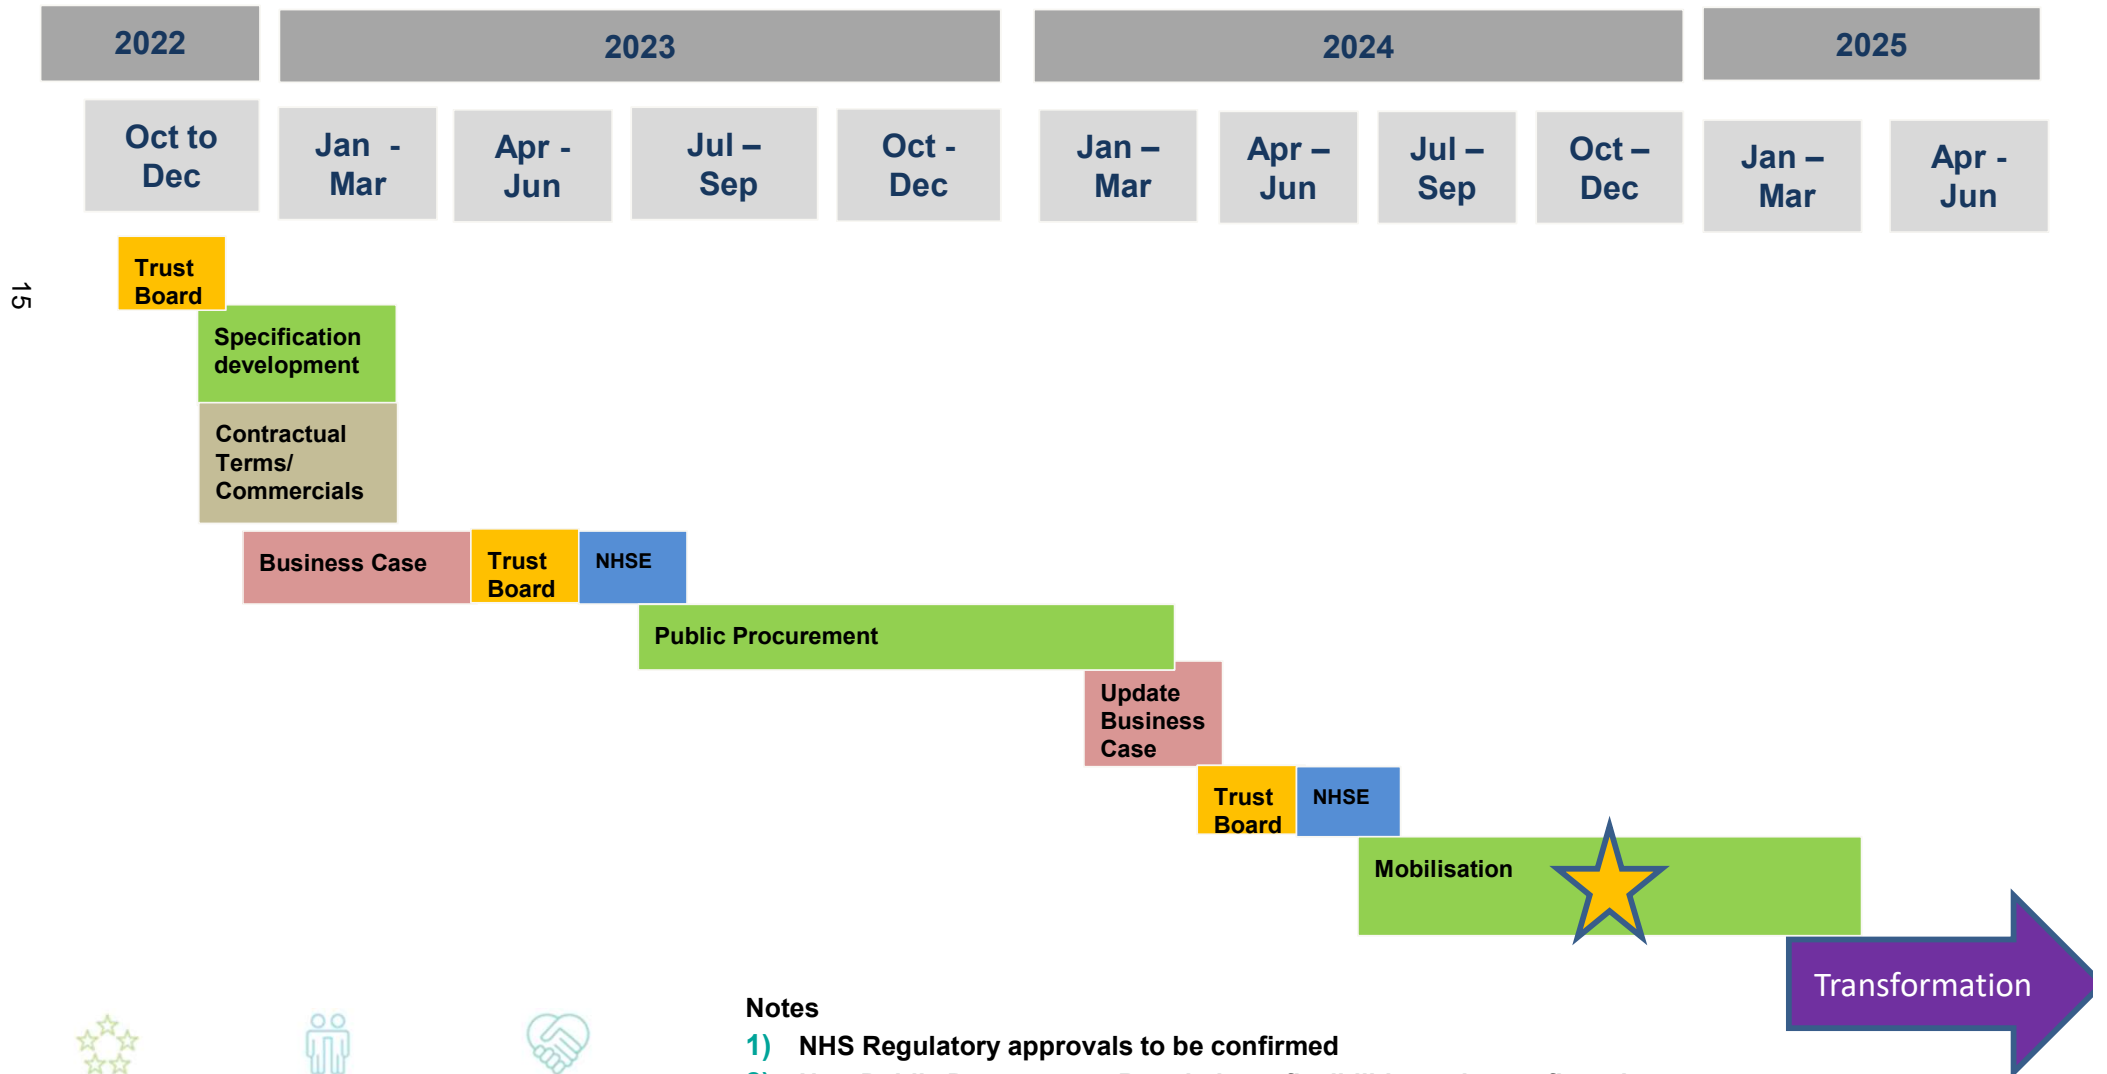 2022
2023
2024
2025
Oct to
Dec
Jan -
Mar
Apr -
Jun
Jul –
Sep
Oct -
Dec
Jan –
Mar
Apr –
Jun
Jul –
Sep
Oct –
Dec
Jan –
Mar
Apr -
Jun
15
Trust
Board
Specification
development
Contractual
Terms/
Commercials
Business Case
Trust
Board
NHSE
Public Procurement
Update
Business
Case
Trust
Board
NHSE
Mobilisation
Transformation
Notes
1) NHS Regulatory approvals to be confirmed